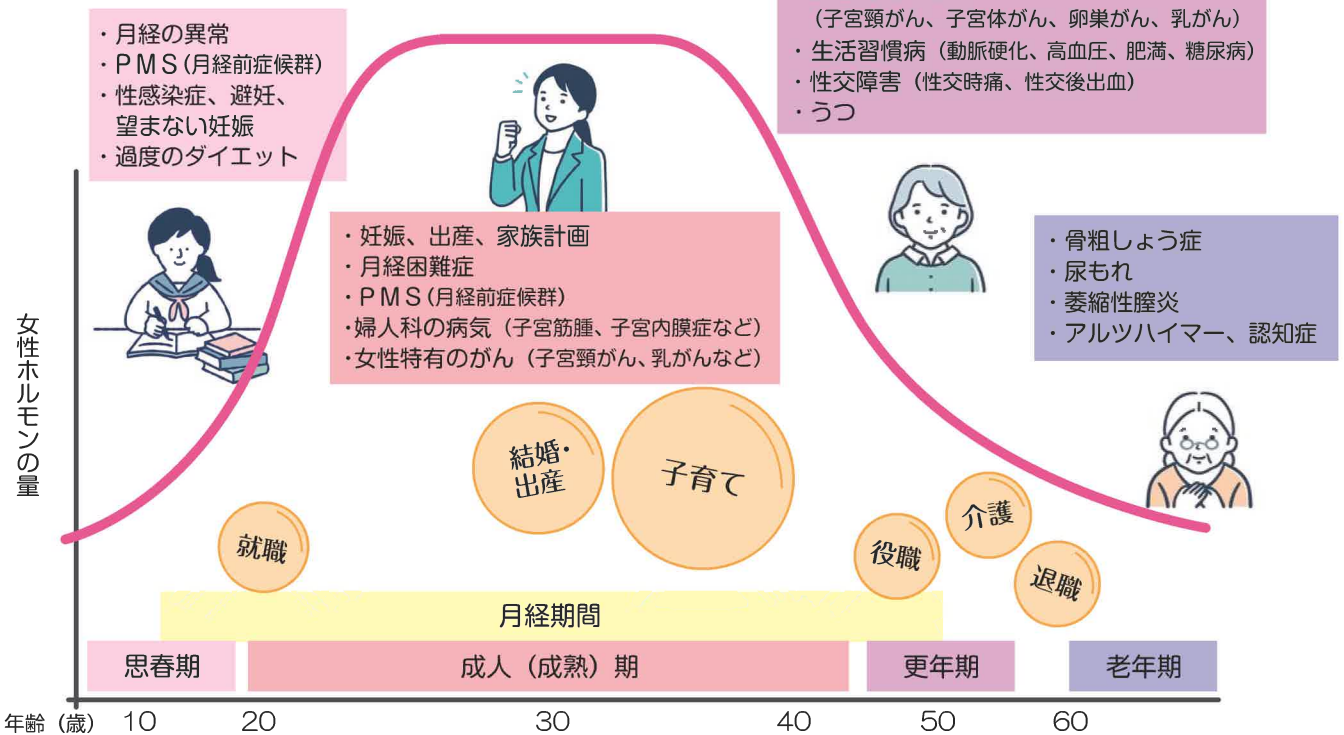 ・月経の異常
・PMS(月経前症候群)
・性感染症、避妊、
望まない妊娠
・過度のダイエット
(子宮頸がん、子宮体がん、卵巣がん、乳がん)
・生活習慣病(動脈硬化、高血圧、肥満、糖尿病)
・性交障害(性交時痛、性交後出血)
・うつ
・妊娠、出産、家族計画
・月経困難症
・PMS(月経前症候群)
・婦人科の病気(子宮筋腫、子宮内膜症など)
・女性特有のがん(子宮頸がん、乳がんなど)
・骨粗しょう症
・尿もれ
・萎縮性膣炎
・アルツハイマー、認知症
女性ホルモンの量
就職
結婚・
出産
子育て
役職
介護
退職
月経期間
思春期
成人(成熟)期
更年期
老年期
年齢(歳) 10 20 30 40 50 60